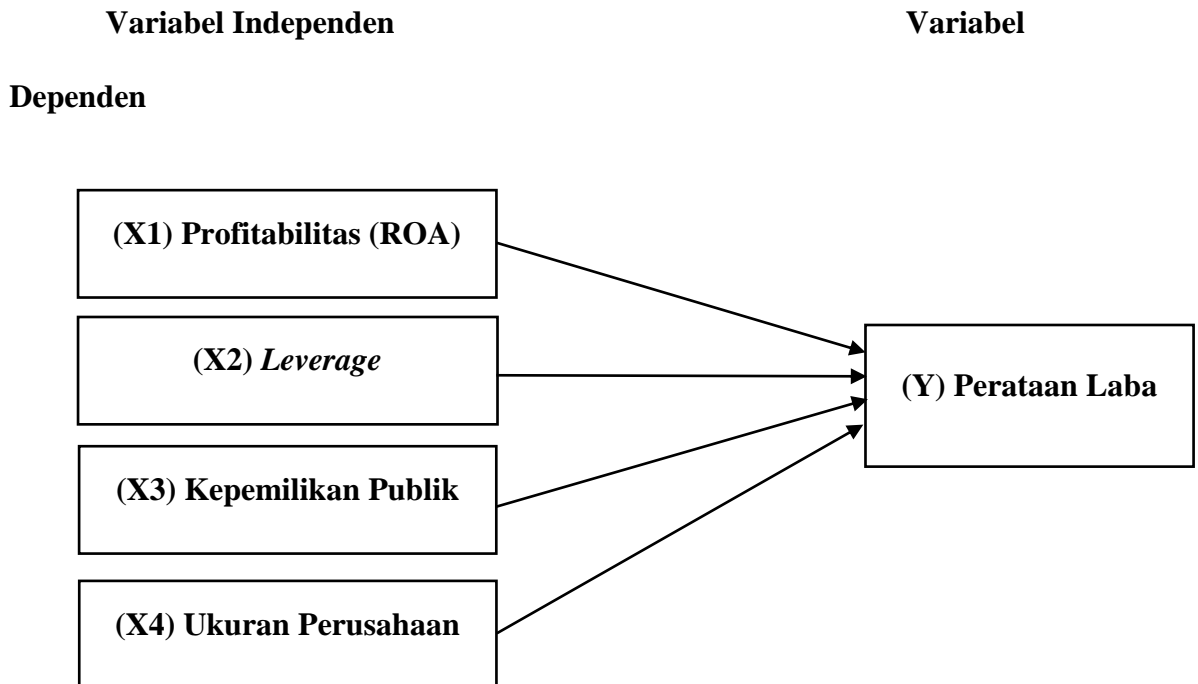 Variabel Independen Variabel
Dependen
(X1) Profitabilitas (ROA)
(X2) Leverage
(X3) Kepemilikan Publik
(X4) Ukuran Perusahaan
(Y) Perataan Laba